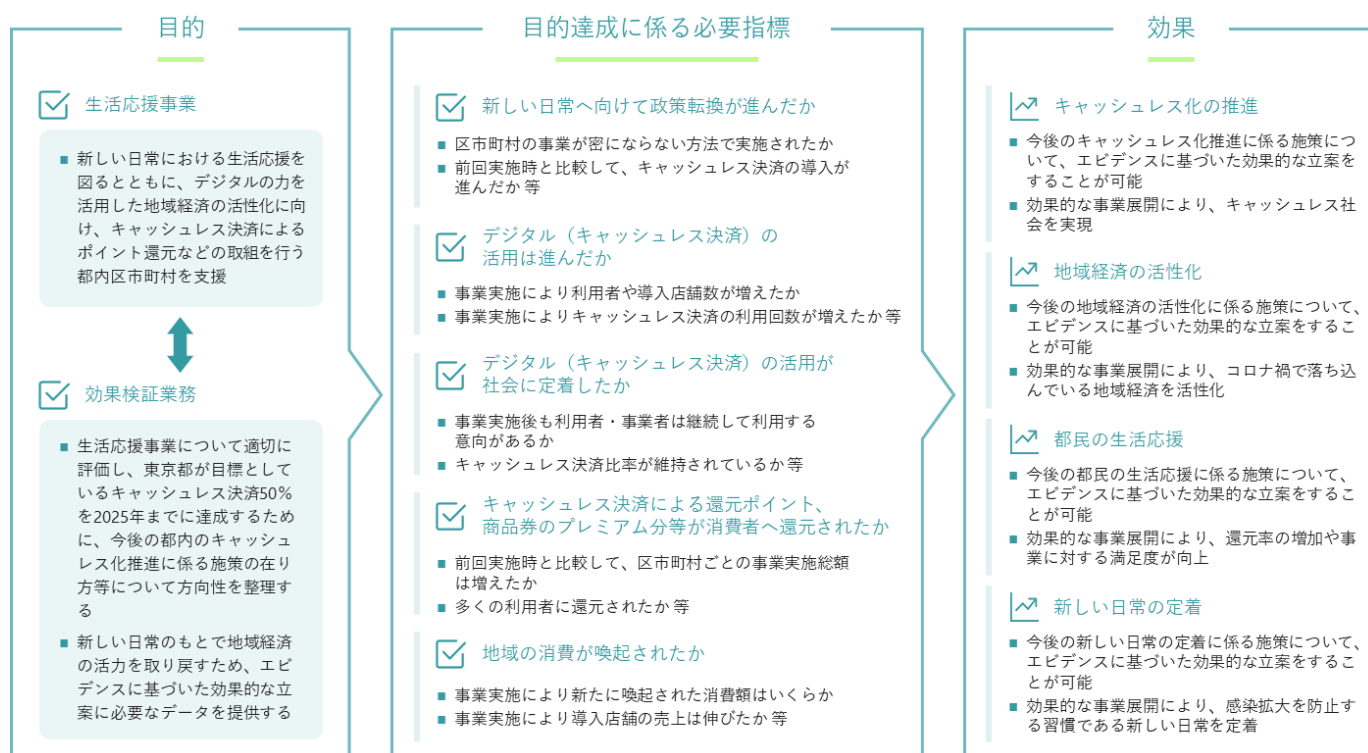 目的
生活応援事業
■ 新しい日常における生活応援を
図るとともに、デジタルの力を
活用した地域経済の活性化に向
け、キャッシュレス決済による
ポイント還元などの取組を行う
都内区市町村を支援
効果検証業務
■ 生活応援事業について適切に
評価し、東京都が目標として
いるキャッシュレス決済50%
を2025年までに達成するため
に、今後の都内のキャッシュ
レス化推進に係る施策の在り
方等について方向性を整理す
る
■ 新しい日常のもとで地域経済
の活力を取り戻すため、エビ
デンスに基づいた効果的な立
案に必要なデータを提供する
目的達成に係る必要指標
新しい日常へ向けて政策転換が進んだか
■ 区市町村の事業が密にならない方法で実施されたか
■ 前回実施時と比較して、キャッシュレス決済の導入が
進んだか 等
デジタル（キャッシュレス決済）の
活用は進んだか
■ 事業実施により利用者や導入店舗数が増えたか
■ 事業実施によりキャッシュレス決済の利用回数が増えたか 等
デジタル（キャッシュレス決済）の活用が
社会に定着したか
■ 事業実施後も利用者・事業者は継続して利用する
意向があるか
■ キャッシュレス決済比率が維持されているか 等
キャッシュレス決済による還元ポイント、
商品券のプレミアム分等が消費者へ還元されたか
■ 前回実施時と比較して、区市町村ごとの事業実施総額
は増えたか
■ 多くの利用者に還元されたか 等
地域の消費が喚起されたか
■ 事業実施により新たに喚起された消費額はいくらか
■ 事業実施により導入店舗の売上は伸びたか 等
効果
キャッシュレス化の推進
■ 今後のキャッシュレス化推進に係る施策につ
いて、エビデンスに基づいた効果的な立案を
することが可能
■ 効果的な事業展開により、キャッシュレス社
会を実現
地域経済の活性化
■ 今後の地域経済の活性化に係る施策について、
エビデンスに基づいた効果的な立案をするこ
とが可能
■ 効果的な事業展開により、コロナ禍で落ち込
んでいる地域経済を活性化
都民の生活応援
■ 今後の都民の生活応援に係る施策について、
エビデンスに基づいた効果的な立案をするこ
とが可能
■ 効果的な事業展開により、還元率の増加や事
業に対する満足度が向上
新しい日常の定着
■ 今後の新しい日常の定着に係る施策について、
エビデンスに基づいた効果的な立案をするこ
とが可能
■ 効果的な事業展開により、感染拡大を防止す
る習慣である新しい日常を定着